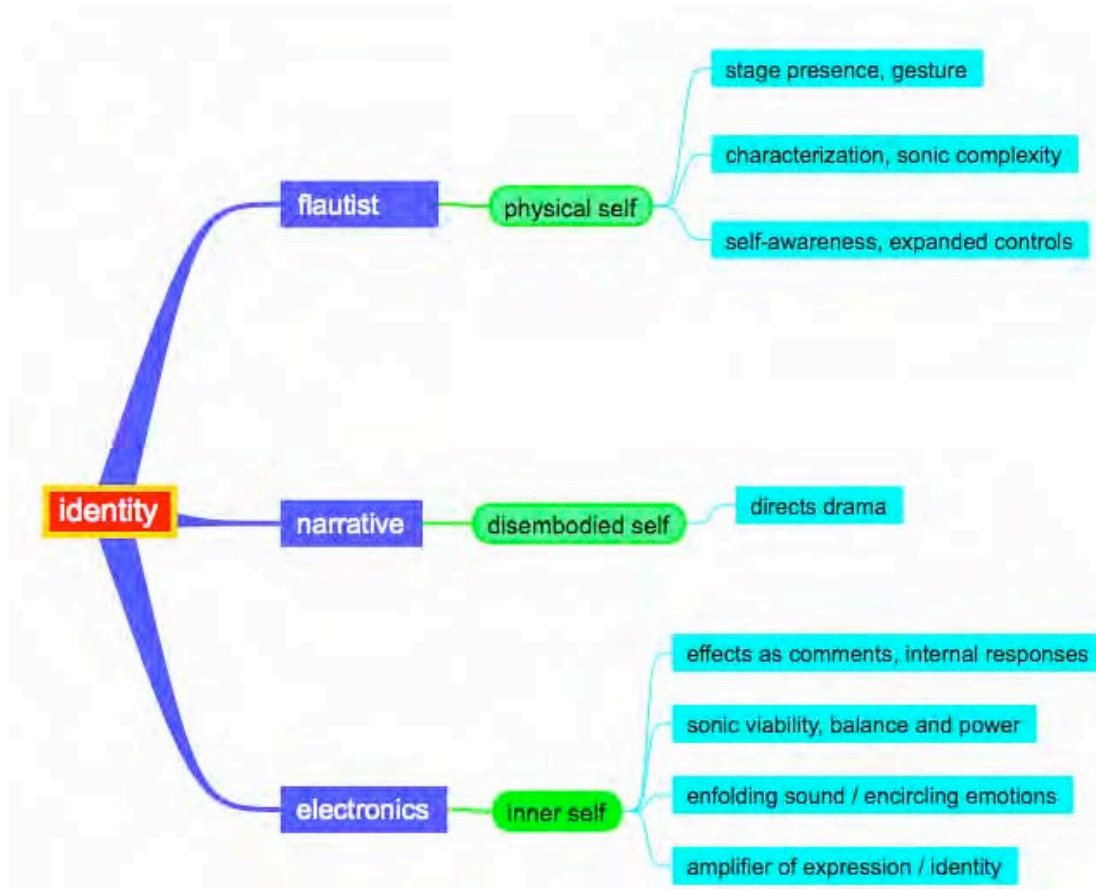 identity
flautist
physical self
stage presence, gesture
characterization, sonic complexity
self-awareness, expanded controls
narrative
disembodied self
directs drama
electronics
inner self
effects as comments, internal responses
sonic viability, balance and power
enfolding sound / encircling emotions
amplifier of expression / identity